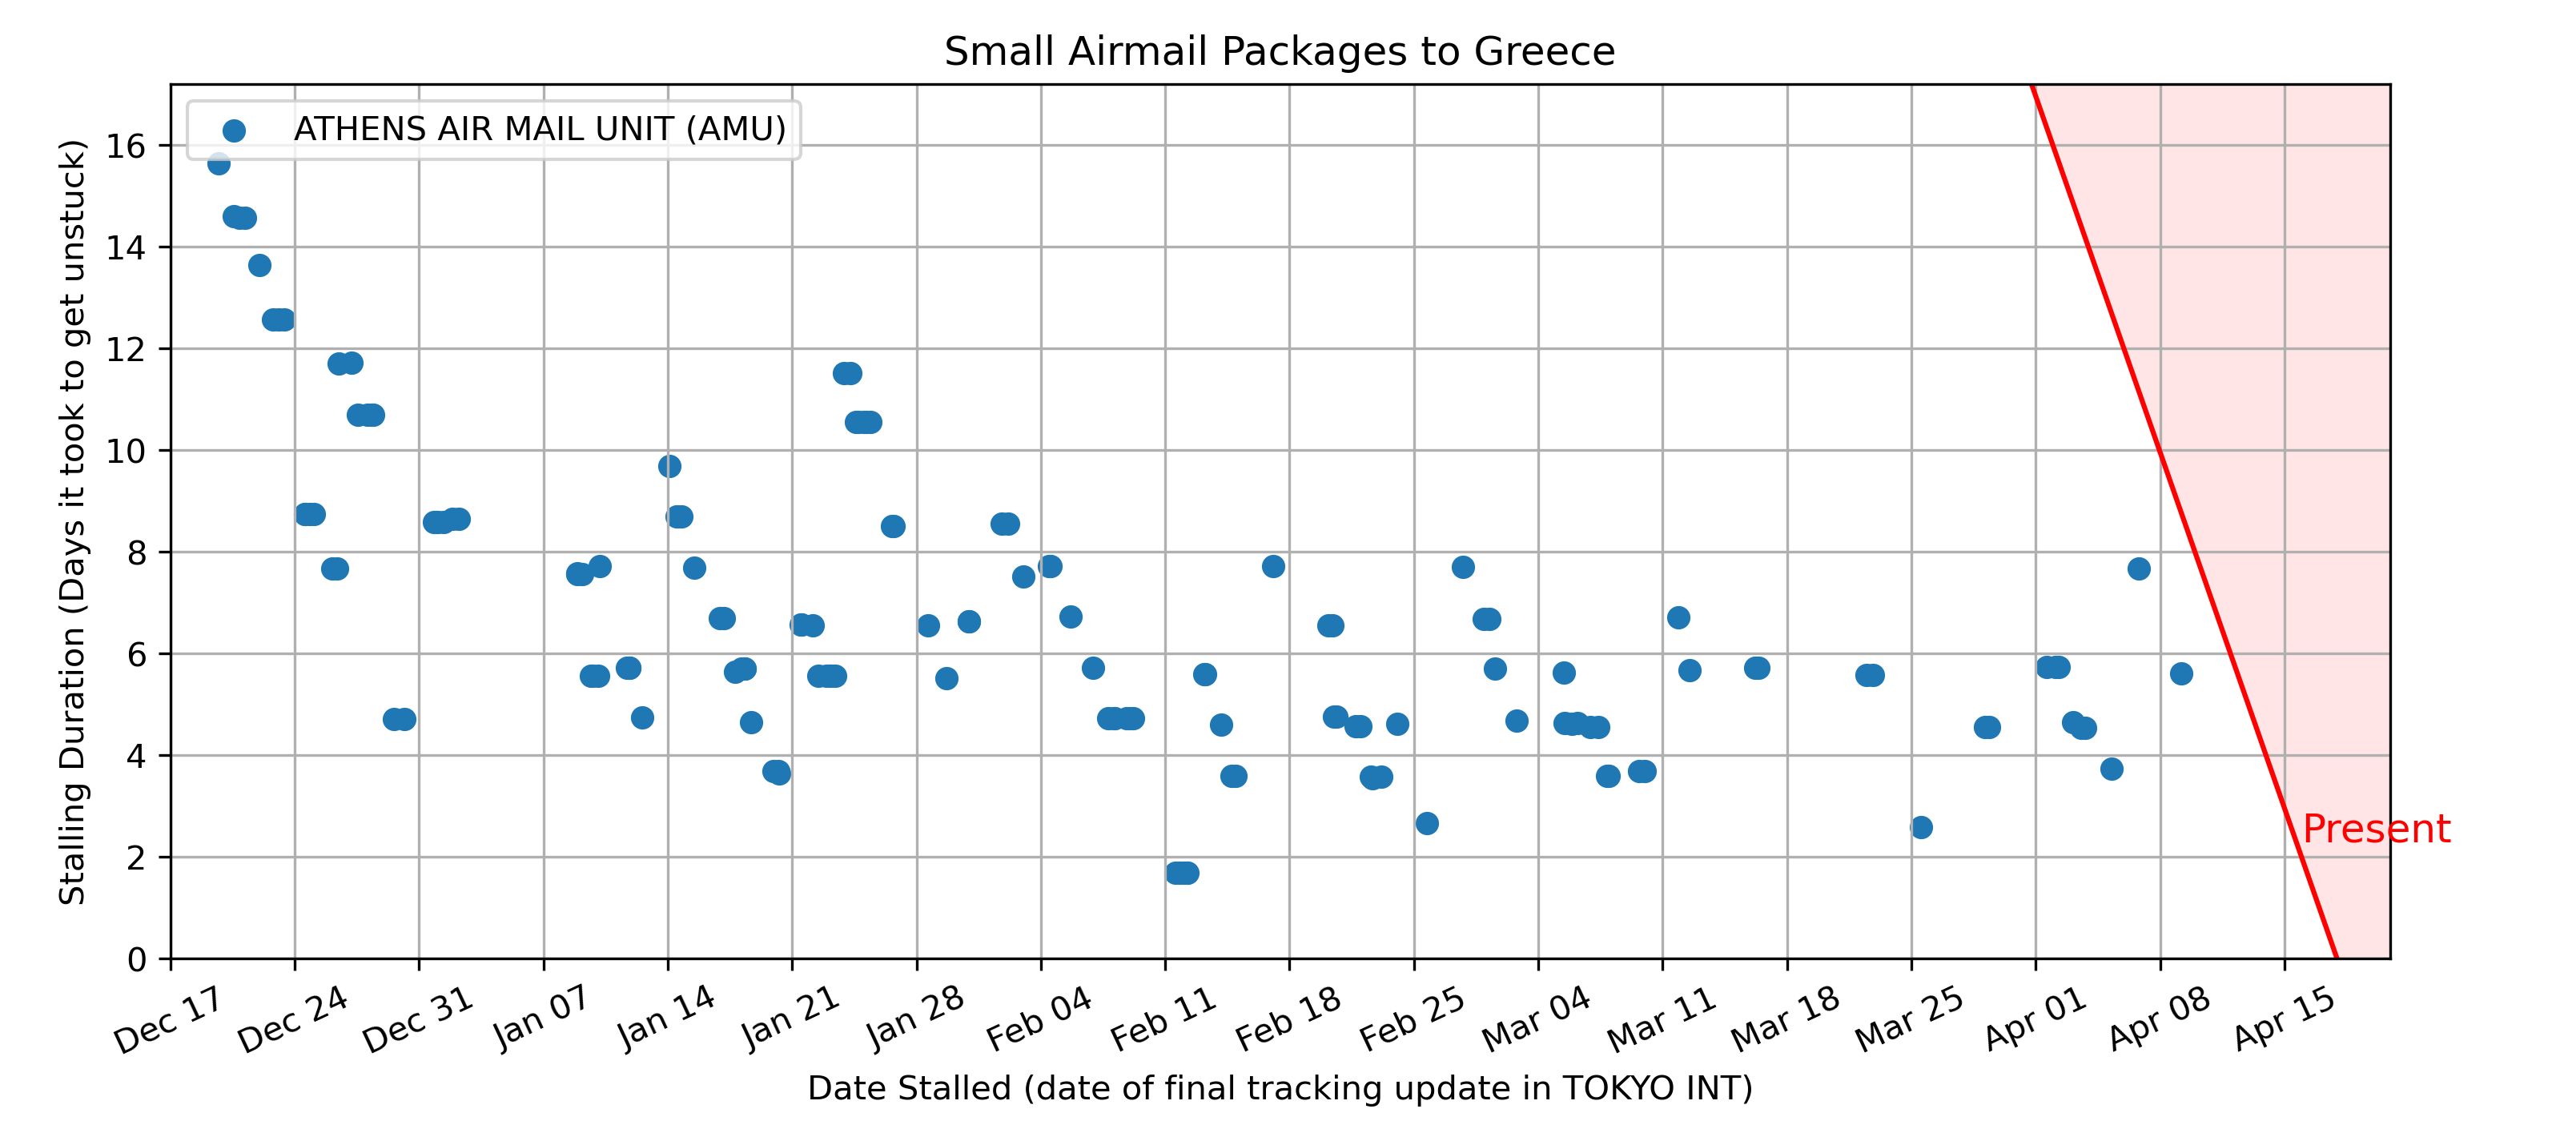 Small Airmail Packages to Greece
ATHENS AIR MAIL UNIT (AMU)
Stalling Duration (Days it took to get unstuck)
16
14
12
10
8
6
4
2
0
Present
Dec 17 Dec 24 Dec 31 Jan 07 Jan 14 Jan 21 Jan 28 Feb 04 Feb 11 Feb 18 Feb 25 Mar 04 Mar 11 Mar 18 Mar 25 Apr 01 Apr 08 Apr 15
Date Stalled (date of final tracking update in TOKYO INT)